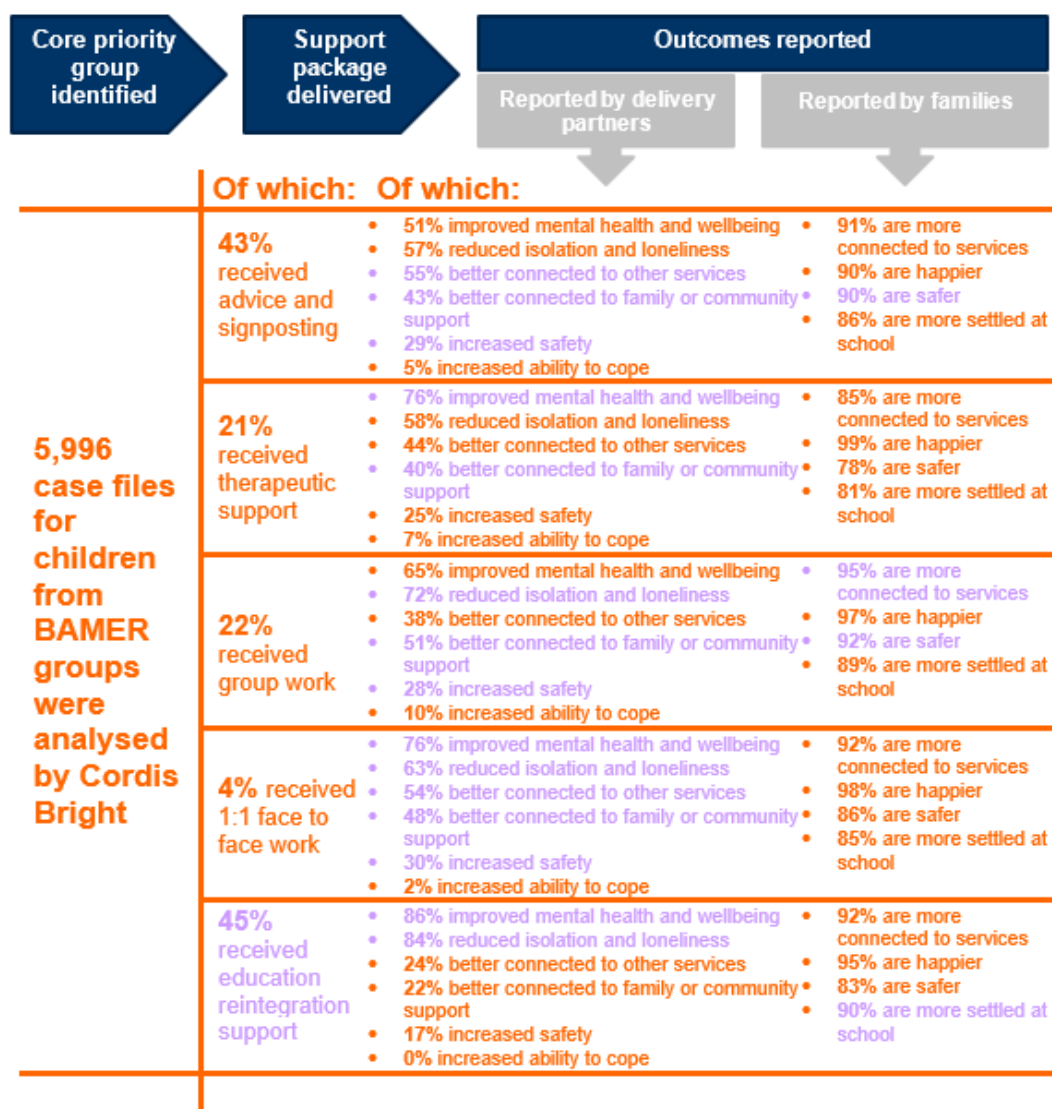 Core priority
group
identified
Support
package
delivered
Outcomes reported
Reported by delivery
partners
Reported by families
Of which:
Of which:
5,996
case files
for
children
from
BAMER
groups
were
analysed
by Cordis
Bright
43%
received
advice and
signposting
• 51% improved mental health and wellbeing
• 57% reduced isolation and loneliness
• 55% better connected to other services
• 43% better connected to family or community
support
• 29% increased safety
• 5% increased ability to cope
• 91% are more
connected to services
• 90% are happier
• 90% are safer
• 86% are more settled at
school
21%
received
therapeutic
support
• 76% improved mental health and wellbeing
• 58% reduced isolation and loneliness
• 44% better connected to other services
• 40% better connected to family or community
support
• 25% increased safety
• 7% increased ability to cope
• 85% are more
connected to services
• 99% are happier
• 78% are safer
• 81% are more settled at
school
22%
received
group work
• 65% improved mental health and wellbeing
• 72% reduced isolation and loneliness
• 38% better connected to other services
• 51% better connected to family or community
support
• 28% increased safety
• 10% increased ability to cope
• 95% are more
connected to services
• 97% are happier
• 92% are safer
• 89% are more settled at
school
4% received
1:1 face to
face work
• 76% improved mental health and wellbeing
• 63% reduced isolation and loneliness
• 54% better connected to other services
• 48% better connected to family or community
support
• 30% increased safety
• 2% increased ability to cope
• 92% are more
connected to services
• 98% are happier
• 86% are safer
• 85% are more settled at
school
45%
received
education
reintegration
support
• 86% improved mental health and wellbeing
• 84% reduced isolation and loneliness
• 24% better connected to other services
• 22% better connected to family or community
support
• 17% increased safety
• 0% increased ability to cope
• 92% are more
connected to services
• 95% are happier
• 83% are safer
• 90% are more settled at
school